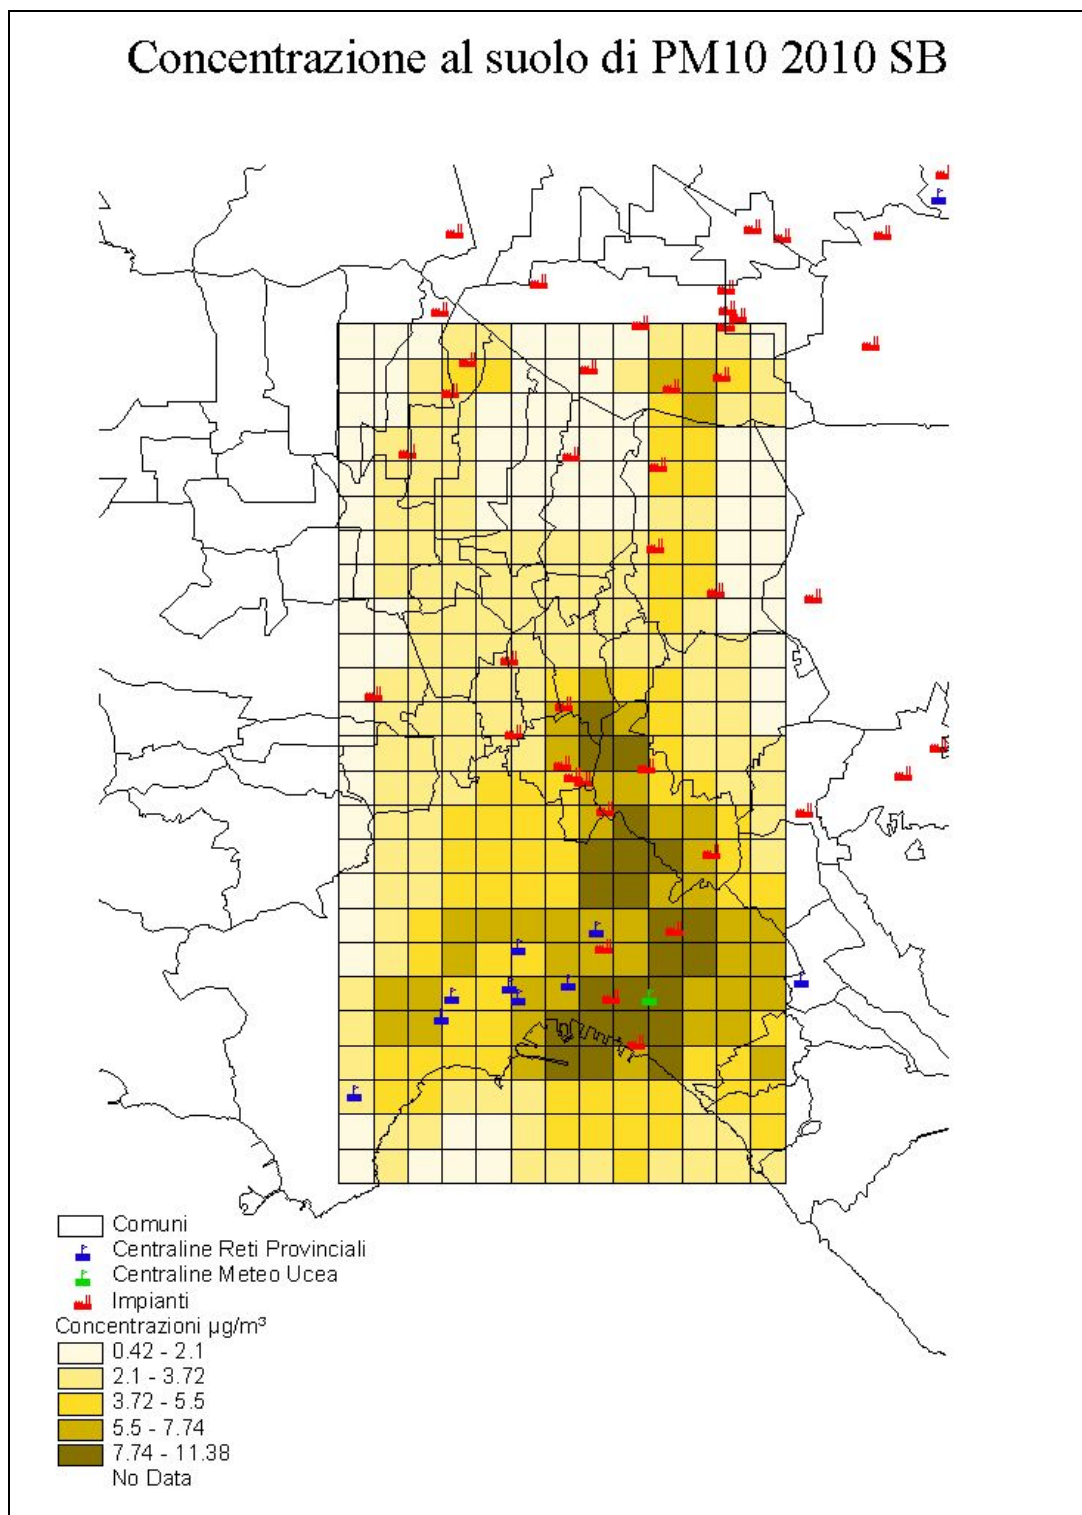 Concentrazione al suolo di PM10 2010 SB
Comuni
Centraline Reti Provinciali
Centraline Meteo Ucea
Impianti
Concentrazioni µg/m³
0.42 - 2.1
2.1 - 3.72
3.72 - 5.5
5.5 - 7.74
7.74 - 11.38
No Data